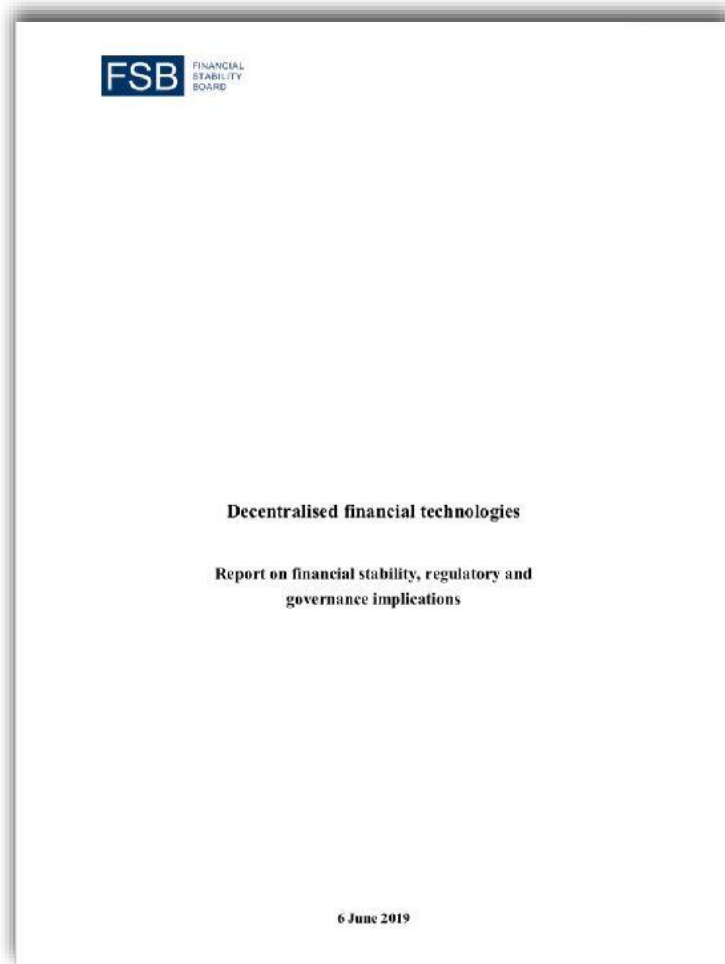 FSB
FINANCIAL
STABILITY
BOARD
Decentralised financial technologies
Report on financial stability, regulatory and
governance implications
6 June 2019